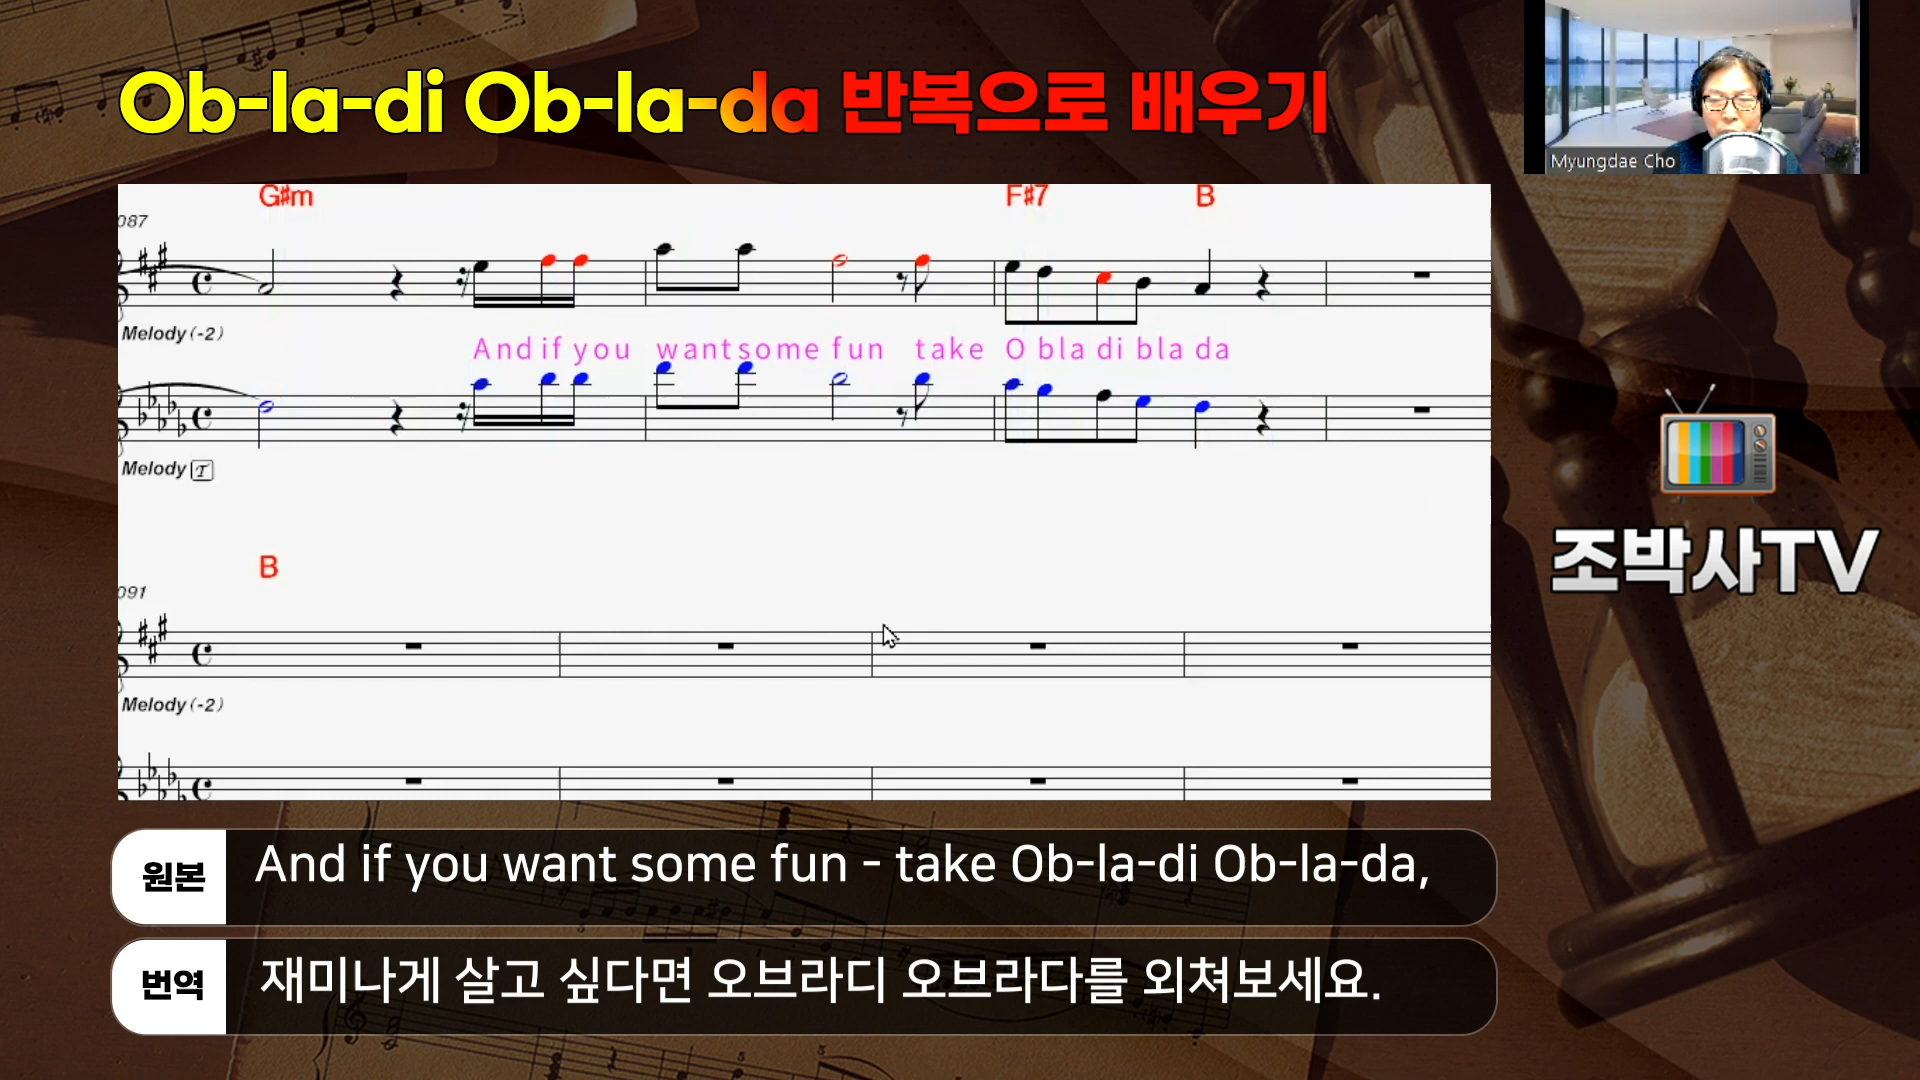 Ob-la-di Ob-la-da 반복으로 배우기
Myungdae Cho
G#m F#7 B
087
Melody (-2)
And if you want some fun take O bla di bla da
Melody T
B
091
Melody (-2)
조박사TV
원본 And if you want some fun - take Ob-la-di Ob-la-da,
번역 재미나게 살고 싶다면 오브라디 오브라다를 외쳐보세요.